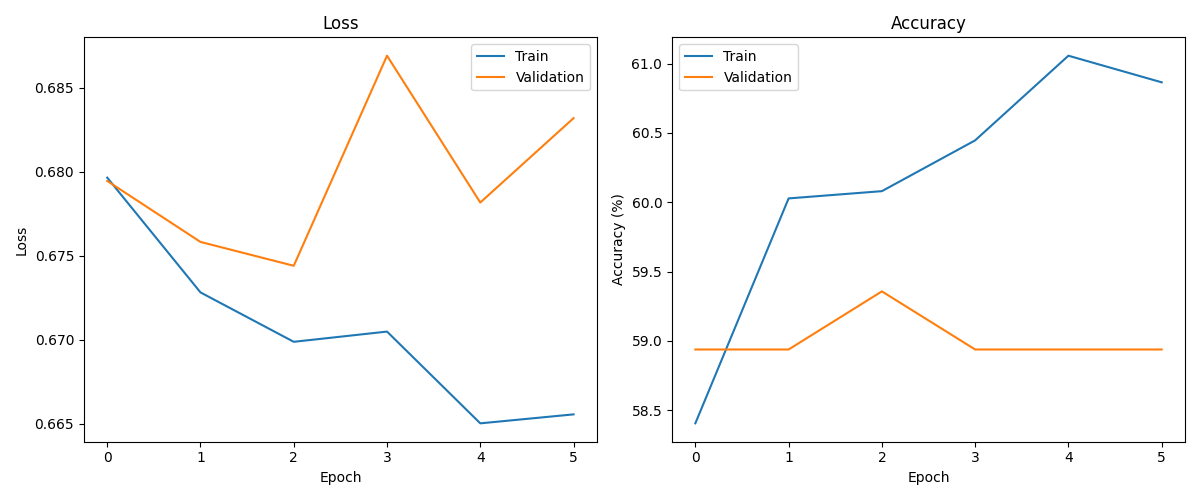 Loss
Train
Validation
0.685
0.680
0.675
0.670
0.665
Loss
0 1 2 3 4 5
Epoch
Accuracy
Train
Validation
61.0
60.5
60.0
59.5
59.0
58.5
Accuracy (%)
0 1 2 3 4 5
Epoch